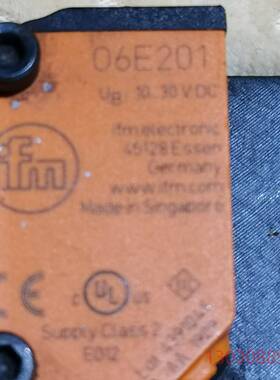 O6E201
UB: 10...30 V DC
ifm electronic
45128 Essen
Germany
www.ifm.com
Made in Singapore
ifm
CE
c UL us
Supply Class 2
E012